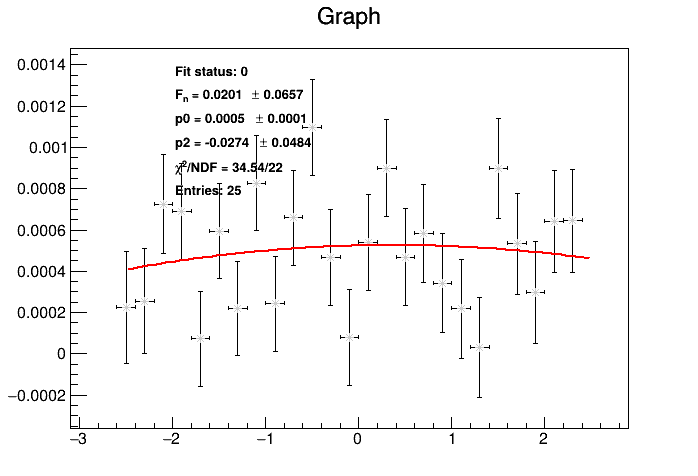 Graph
0.0014
0.0012
0.001
0.0008
0.0006
0.0004
0.0002
0
−0.0002
Fit status: 0
Fn = 0.0201 ± 0.0657
p0 = 0.0005 ± 0.0001
p2 = -0.0274 ± 0.0484
χ²/NDF = 34.54/22
Entries: 25
−3 −2 −1 0 1 2